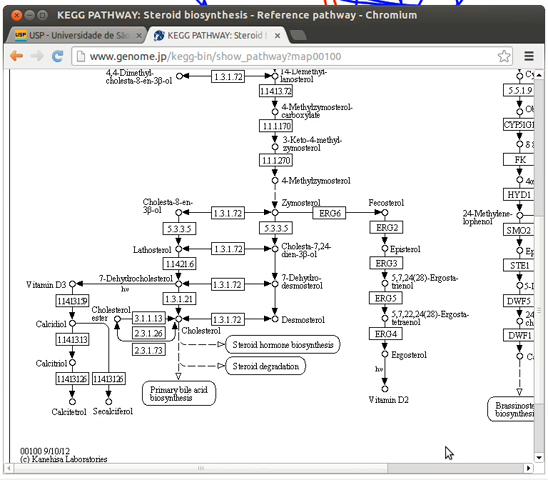 KEGG PATHWAY: Steroid biosynthesis - Reference pathway - Chromium
USP - Universidade de São
KEGG PATHWAY: Steroid
www.genome.jp/kegg-bin/show_pathway?map00100
4,4-Dimethyl-
cholesta-8-en-3β-ol
1.3.1.72
14-Demethyl-
lanosterol
1.14.13.72
4-Methylzymosterol-
carboxylate
1.1.1.170
3-Keto-4-methyl-
zymosterol
1.1.1.270
4-Methylzymosterol
Cholesta-8-en-
3β-ol
1.3.1.72
Zymosterol
ERG6
Fecosterol
5.3.3.5
5.3.3.5
ERG2
Lathosterol
1.3.1.72
Cholesta-7,24-
dien-3β-ol
Episterol
1.14.21.6
ERG3
Vitamin D3
7-Dehydrocholesterol
hν
1.3.1.72
7-Dehydro-
desmosterol
5,7,24(28)-Ergosta-
trienol
1.14.13.159
1.3.1.21
ERG5
Calcidiol
Cholesterol
ester
3.1.1.13
2.3.1.26
2.3.1.73
Cholesterol
1.3.1.72
Desmosterol
5,7,22,24(28)-Ergosta-
tetraenol
1.14.13.13
ERG4
Calcitriol
Steroid hormone biosynthesis
Ergosterol
1.14.13.126
1.14.13.126
Steroid degradation
hν
Calcitetrol
Secalciferol
Primary bile acid
biosynthesis
Vitamin D2
5.5.1.9
CYP51G1
FK
HYD1
24-Methylene-
lophenol
SMO2
STE1
DWF5
DWF1
Brassinoste
biosynthesis
00100 9/10/12
(c) Kanehisa Laboratories